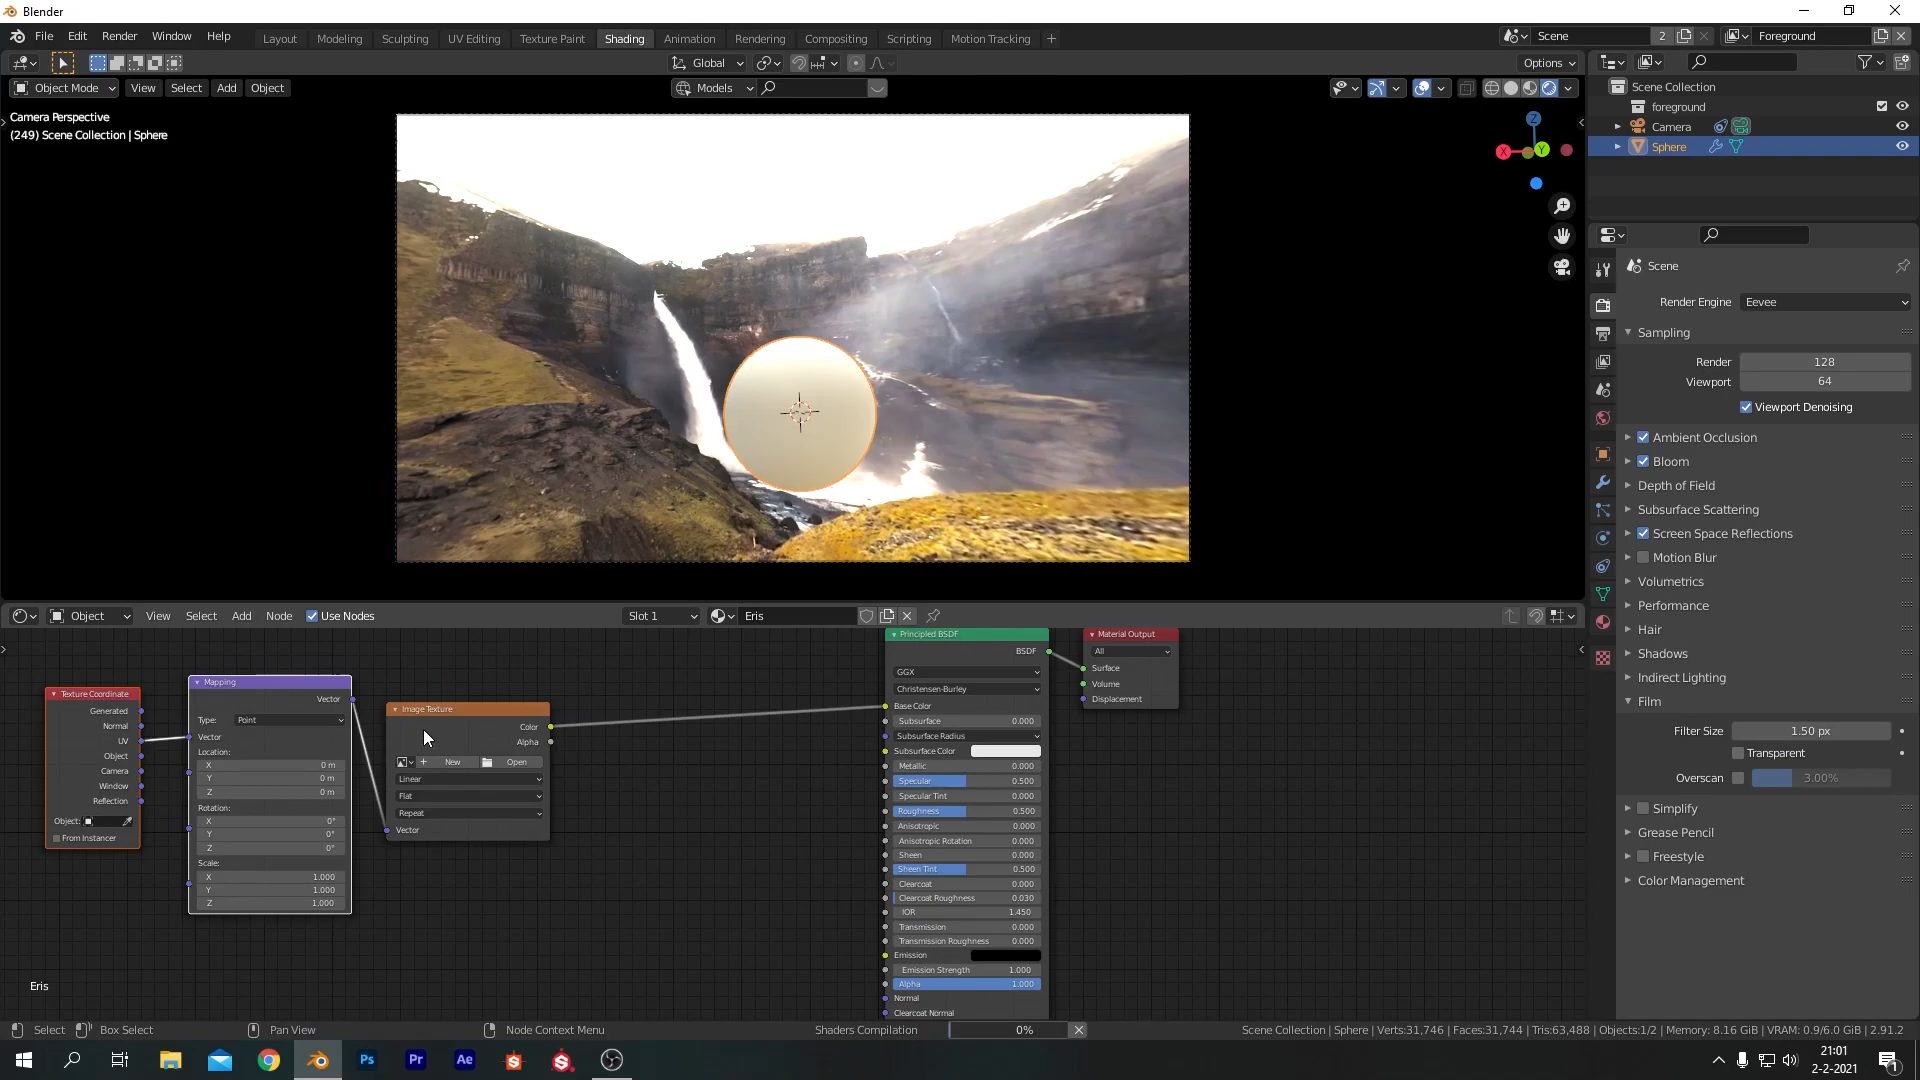 Blender
File Edit Render Window Help
Layout Modeling Sculpting UV Editing Texture Paint Shading Animation Rendering Compositing Scripting Motion Tracking +
Scene 2 Foreground
Global Options
Object Mode View Select Add Object Models
Camera Perspective
(249) Scene Collection | Sphere
Z
X Y
Scene Collection
foreground
Camera
Sphere
Scene
Render Engine Eevee
Sampling
Render 128
Viewport 64
Viewport Denoising
Ambient Occlusion
Bloom
Depth of Field
Subsurface Scattering
Screen Space Reflections
Motion Blur
Volumetrics
Performance
Hair
Shadows
Indirect Lighting
Film
Filter Size 1.50 px
Transparent
Overscan 3.00%
Simplify
Grease Pencil
Freestyle
Color Management
Object View Select Add Node Use Nodes Slot 1 Eris
Texture Coordinate
Generated
Normal
UV
Object
Camera
Window
Reflection
Object:
From Instancer
Mapping
Vector
Type: Point
Vector
Location:
X 0 m
Y 0 m
Z 0 m
Rotation:
X 0°
Y 0°
Z 0°
Scale:
X 1.000
Y 1.000
Z 1.000
Image Texture
Color
Alpha
New Open
Linear
Flat
Repeat
Vector
Principled BSDF
BSDF
GGX
Christensen-Burley
Base Color
Subsurface 0.000
Subsurface Radius
Subsurface Color
Metallic 0.000
Specular 0.500
Specular Tint 0.000
Roughness 0.500
Anisotropic 0.000
Anisotropic Rotation 0.000
Sheen 0.000
Sheen Tint 0.500
Clearcoat 0.000
Clearcoat Roughness 0.030
IOR 1.450
Transmission 0.000
Transmission Roughness 0.000
Emission
Emission Strength 1.000
Alpha 1.000
Normal
Clearcoat Normal
Material Output
All
Surface
Volume
Displacement
Eris
Select Box Select Pan View Node Context Menu Shaders Compilation 0% Scene Collection | Sphere | Verts:31,746 | Faces:31,744 | Tris:63,488 | Objects:1/2 | Memory: 8.16 GiB | VRAM: 0.9/6.0 GiB | 2.91.2
Ps Pr Ae
21:01
2-2-2021
1